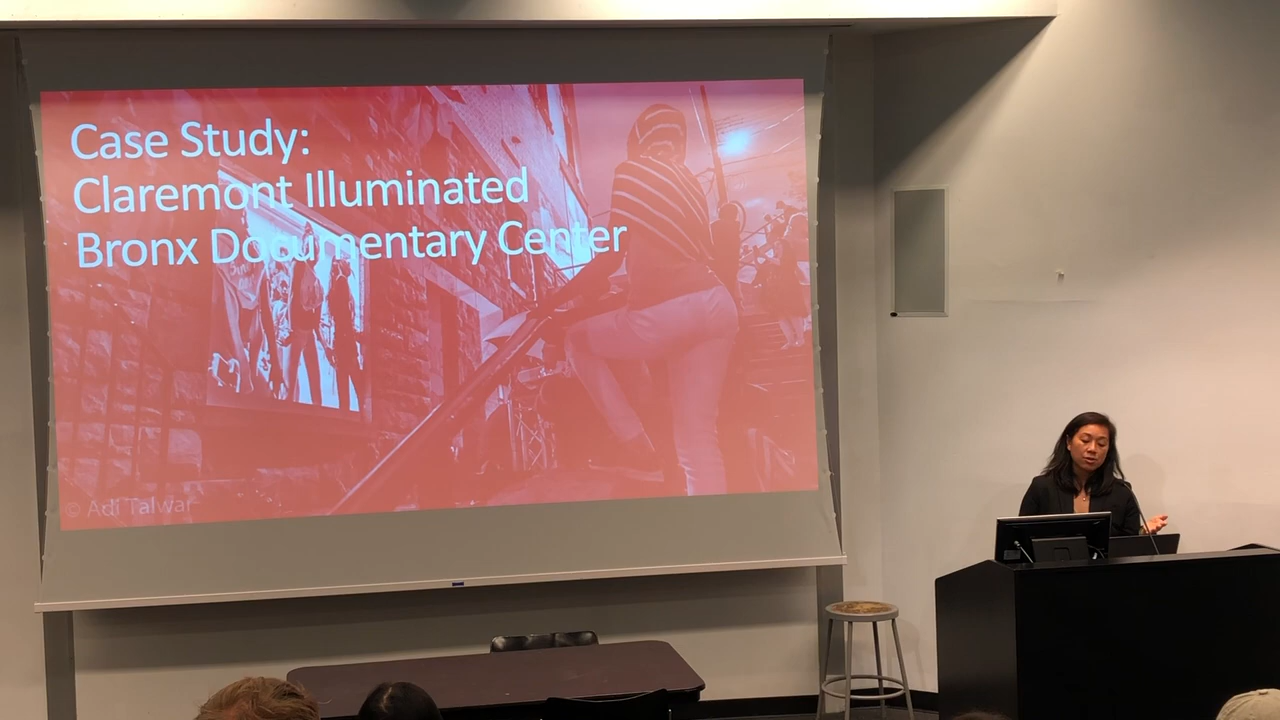 Case Study:
Claremont Illuminated
Bronx Documentary Center
© Adi Talwar